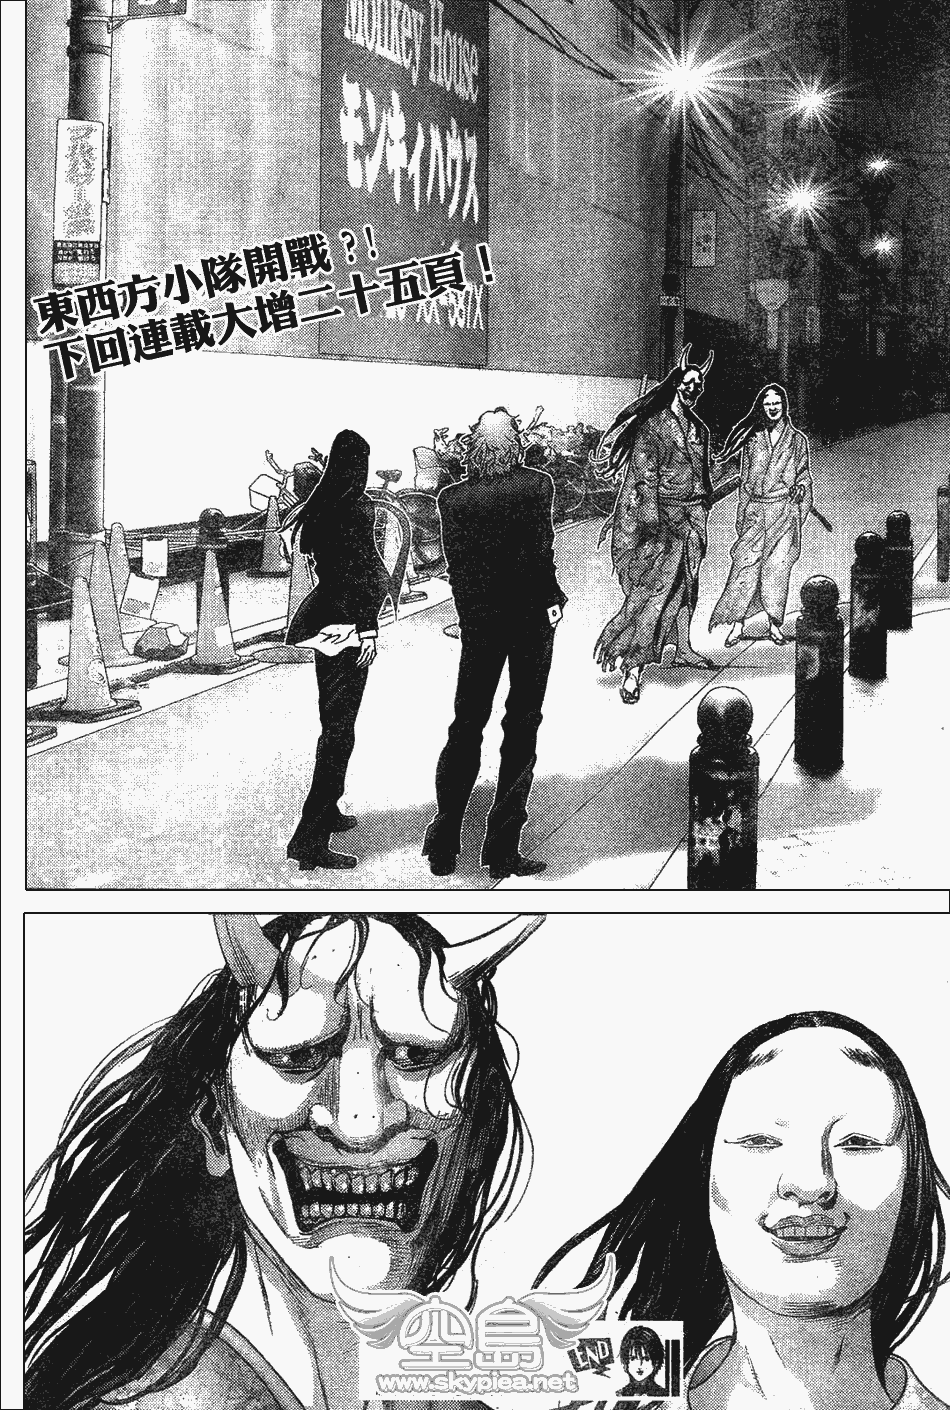 Monkey House
モンキィハウス
東西方小隊開戰?!
下回連載大增二十五頁！
END
空島
www.skypiea.net